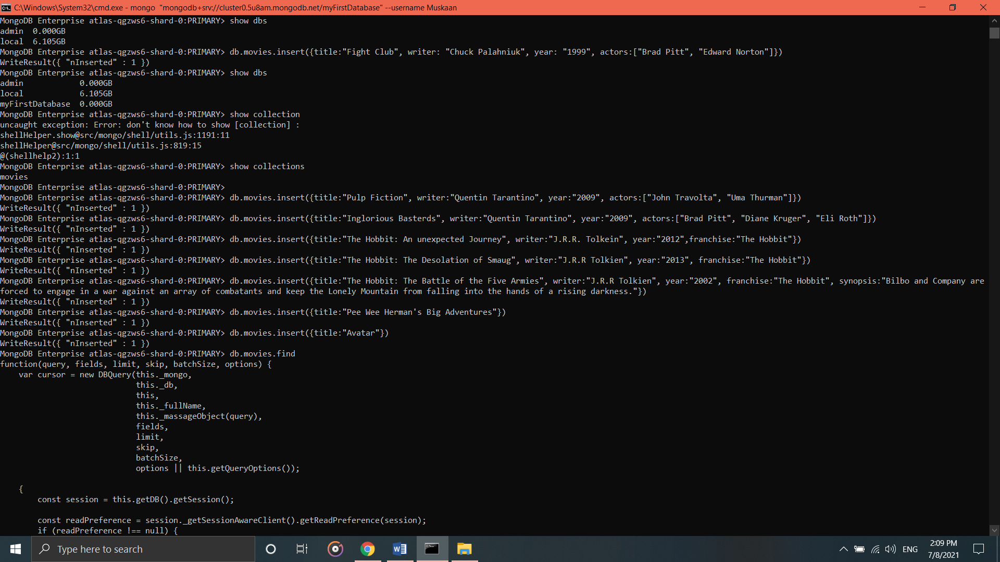 C:\Windows\System32\cmd.exe - mongo  "mongodb+srv://cluster0.5u8am.mongodb.net/myFirstDatabase" --username Muskaan
MongoDB Enterprise atlas-qgzws6-shard-0:PRIMARY> show dbs
admin  0.000GB
local  6.105GB
MongoDB Enterprise atlas-qgzws6-shard-0:PRIMARY> db.movies.insert({title:"Fight Club", writer: "Chuck Palahniuk", year: "1999", actors:["Brad Pitt", "Edward Norton"]})
WriteResult({ "nInserted" : 1 })
MongoDB Enterprise atlas-qgzws6-shard-0:PRIMARY> show dbs
admin            0.000GB
local            6.105GB
myFirstDatabase  0.000GB
MongoDB Enterprise atlas-qgzws6-shard-0:PRIMARY> show collection
uncaught exception: Error: don't know how to show [collection] :
shellHelper.show@src/mongo/shell/utils.js:1191:11
shellHelper@src/mongo/shell/utils.js:819:15
@(shellhelp2):1:1
MongoDB Enterprise atlas-qgzws6-shard-0:PRIMARY> show collections
movies
MongoDB Enterprise atlas-qgzws6-shard-0:PRIMARY>
MongoDB Enterprise atlas-qgzws6-shard-0:PRIMARY> db.movies.insert({title:"Pulp Fiction", writer:"Quentin Tarantino", year:"2009", actors:["John Travolta", "Uma Thurman"]})
WriteResult({ "nInserted" : 1 })
MongoDB Enterprise atlas-qgzws6-shard-0:PRIMARY> db.movies.insert({title:"Inglorious Basterds", writer:"Quentin Tarantino", year:"2009", actors:["Brad Pitt", "Diane Kruger", "Eli Roth"]})
WriteResult({ "nInserted" : 1 })
MongoDB Enterprise atlas-qgzws6-shard-0:PRIMARY> db.movies.insert({title:"The Hobbit: An unexpected Journey", writer:"J.R.R. Tolkein", year:"2012",franchise:"The Hobbit"})
WriteResult({ "nInserted" : 1 })
MongoDB Enterprise atlas-qgzws6-shard-0:PRIMARY> db.movies.insert({title:"The Hobbit: The Desolation of Smaug", writer:"J.R.R Tolkien", year:"2013", franchise:"The Hobbit"})
WriteResult({ "nInserted" : 1 })
MongoDB Enterprise atlas-qgzws6-shard-0:PRIMARY> db.movies.insert({title:"The Hobbit: The Battle of the Five Armies", writer:"J.R.R Tolkien", year:"2002", franchise:"The Hobbit", synopsis:"Bilbo and Company are
forced to engage in a war against an array of combatants and keep the Lonely Mountain from falling into the hands of a rising darkness."})
WriteResult({ "nInserted" : 1 })
MongoDB Enterprise atlas-qgzws6-shard-0:PRIMARY> db.movies.insert({title:"Pee Wee Herman's Big Adventures"})
WriteResult({ "nInserted" : 1 })
MongoDB Enterprise atlas-qgzws6-shard-0:PRIMARY> db.movies.insert({title:"Avatar"})
WriteResult({ "nInserted" : 1 })
MongoDB Enterprise atlas-qgzws6-shard-0:PRIMARY> db.movies.find
function(query, fields, limit, skip, batchSize, options) {
    var cursor = new DBQuery(this._mongo,
                             this._db,
                             this,
                             this._fullName,
                             this._massageObject(query),
                             fields,
                             limit,
                             skip,
                             batchSize,
                             options || this.getQueryOptions());
    {
        const session = this.getDB().getSession();
        const readPreference = session._getSessionAwareClient().getReadPreference(session);
        if (readPreference !== null) {
Type here to search
ENG
2:09 PM
7/8/2021